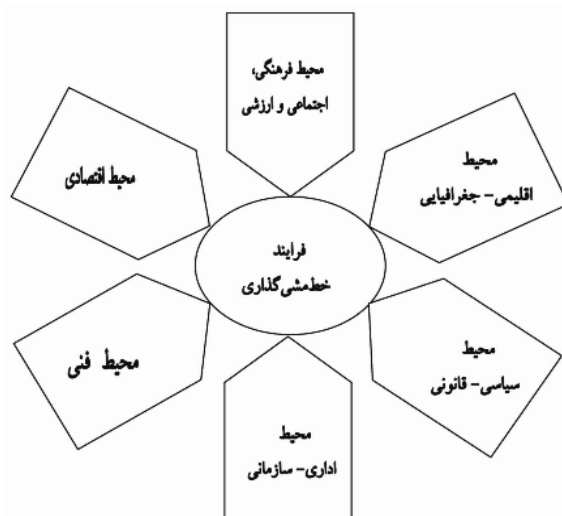 محیط فرهنگی،
اجتماعی و ارزشی
محیط
اقلیمی- جغرافیایی
محیط اقتصادی
فرایند
خط‌مشی‌گذاری
محیط
سیاسی- قانونی
محیط فنی
محیط
اداری- سازمانی